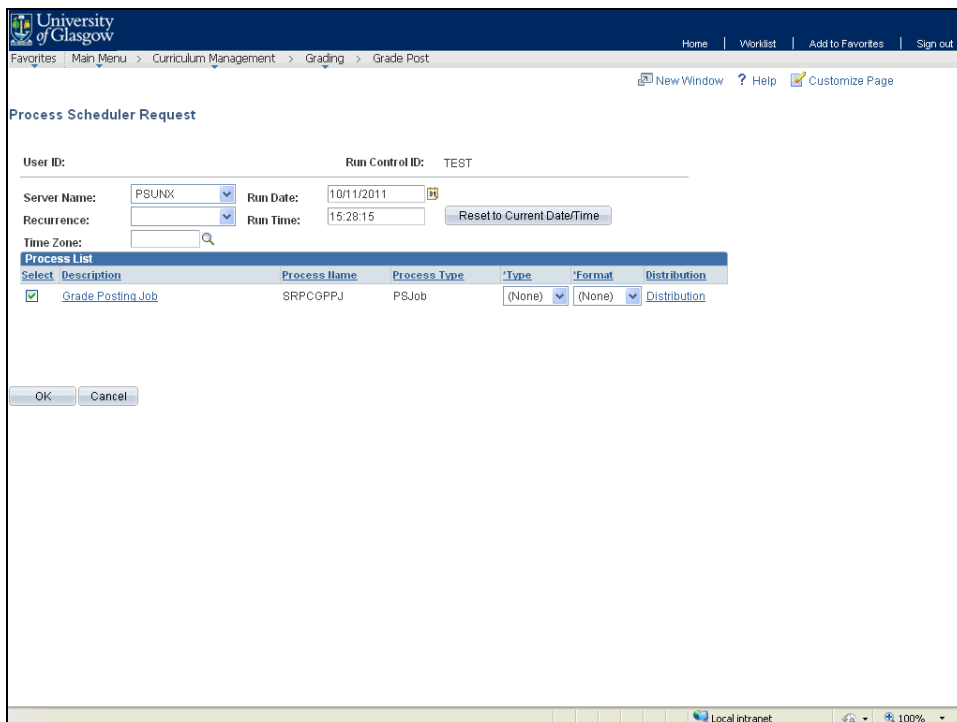 University
of Glasgow
Home | Worklist | Add to Favorites | Sign out
Favorites Main Menu > Curriculum Management > Grading > Grade Post
New Window ? Help Customize Page
Process Scheduler Request
User ID: Run Control ID: TEST
Server Name: PSUNX Run Date: 10/11/2011
Recurrence: Run Time: 15:28:15 Reset to Current Date/Time
Time Zone:
Process List
Select Description Process Name Process Type *Type *Format Distribution
Grade Posting Job SRPCGPPJ PSJob (None) (None) Distribution
OK Cancel
Local intranet 100%